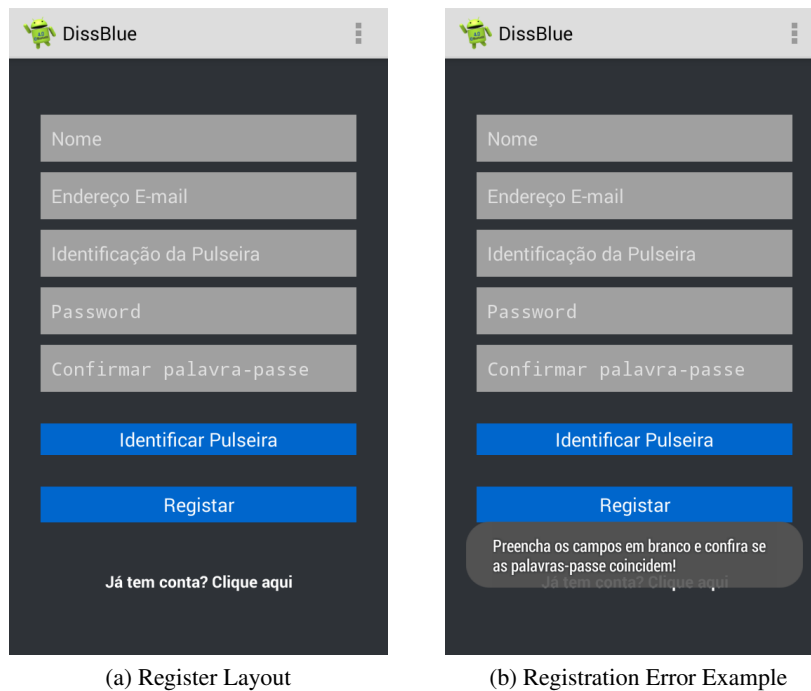 DissBlue
Nome
Endereço E-mail
Identificação da Pulseira
Password
Confirmar palavra-passe
Identificar Pulseira
Registar
Já tem conta? Clique aqui
(a) Register Layout
DissBlue
Nome
Endereço E-mail
Identificação da Pulseira
Password
Confirmar palavra-passe
Identificar Pulseira
Registar
Preencha os campos em branco e confira se
as palavras-passe coincidem!
Já tem conta? Clique aqui
(b) Registration Error Example